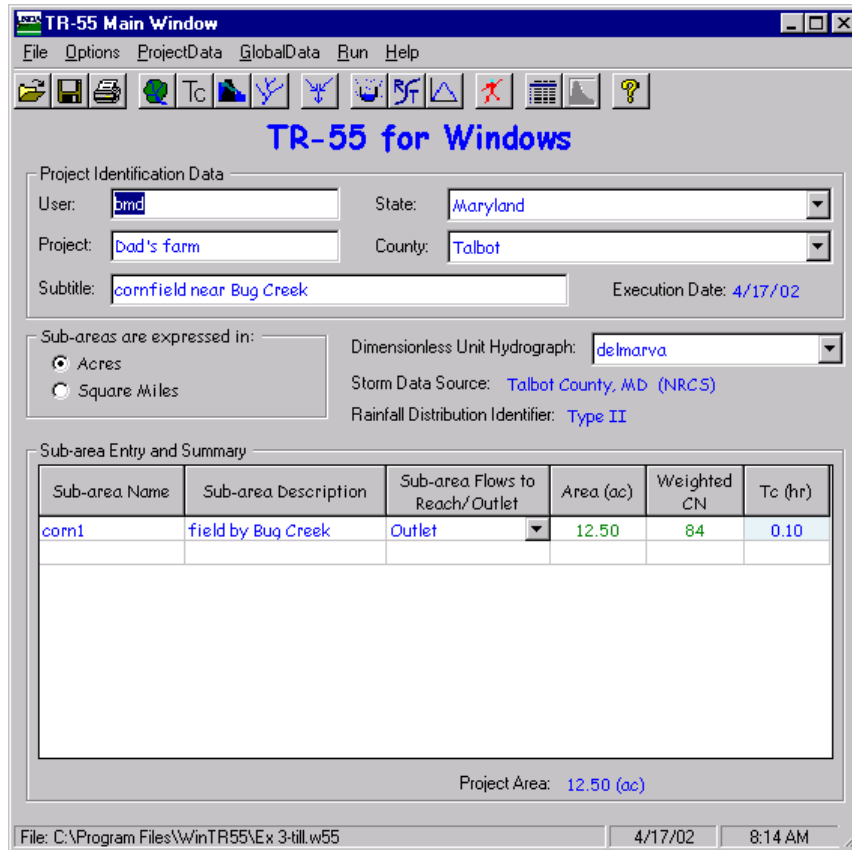 USDA TR-55 Main Window
File Options ProjectData GlobalData Run Help
Tc RFT ?
TR-55 for Windows
Project Identification Data
User: bmd State: Maryland
Project: Dad's farm County: Talbot
Subtitle: cornfield near Bug Creek Execution Date: 4/17/02
Sub-areas are expressed in:
Acres
Square Miles
Dimensionless Unit Hydrograph: delmarva
Storm Data Source: Talbot County, MD (NRCS)
Rainfall Distribution Identifier: Type II
Sub-area Entry and Summary
Sub-area Name Sub-area Description Sub-area Flows to Reach/Outlet Area (ac) Weighted CN Tc (hr)
corn1 field by Bug Creek Outlet 12.50 84 0.10
Project Area: 12.50 (ac)
File: C:\Program Files\WinTR55\Ex 3-till.w55 4/17/02 8:14 AM